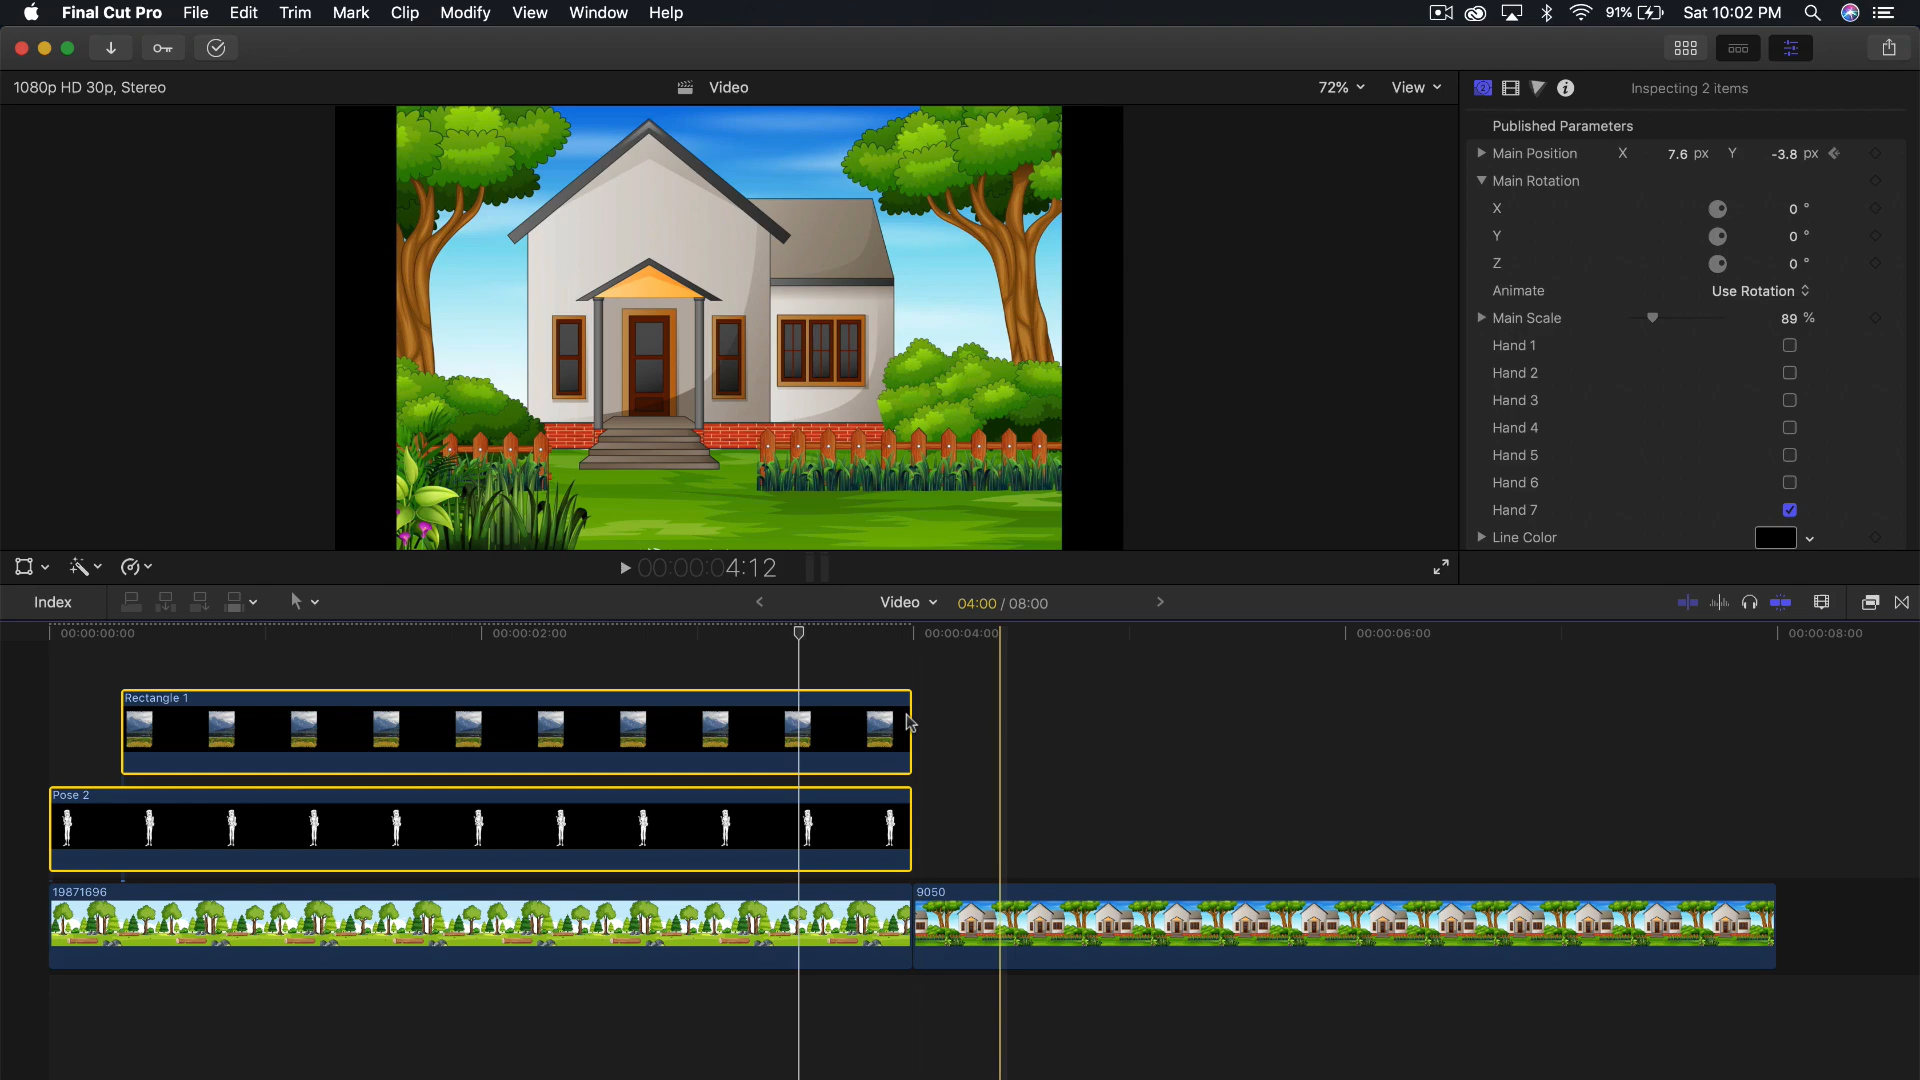 Final Cut Pro File Edit Trim Mark Clip Modify View Window Help 91% Sat 10:02 PM
1080p HD 30p, Stereo Video 72% View Inspecting 2 items
Published Parameters
Main Position X 7.6 px Y -3.8 px
Main Rotation
X 0 °
Y 0 °
Z 0 °
Animate Use Rotation
Main Scale 89 %
Hand 1
Hand 2
Hand 3
Hand 4
Hand 5
Hand 6
Hand 7
Line Color
00:00:04:12
Index Video 04:00 / 08:00
00:00:00:00 00:00:02:00 00:00:04:00 00:00:06:00 00:00:08:00
Rectangle 1
Pose 2
19871696 9050